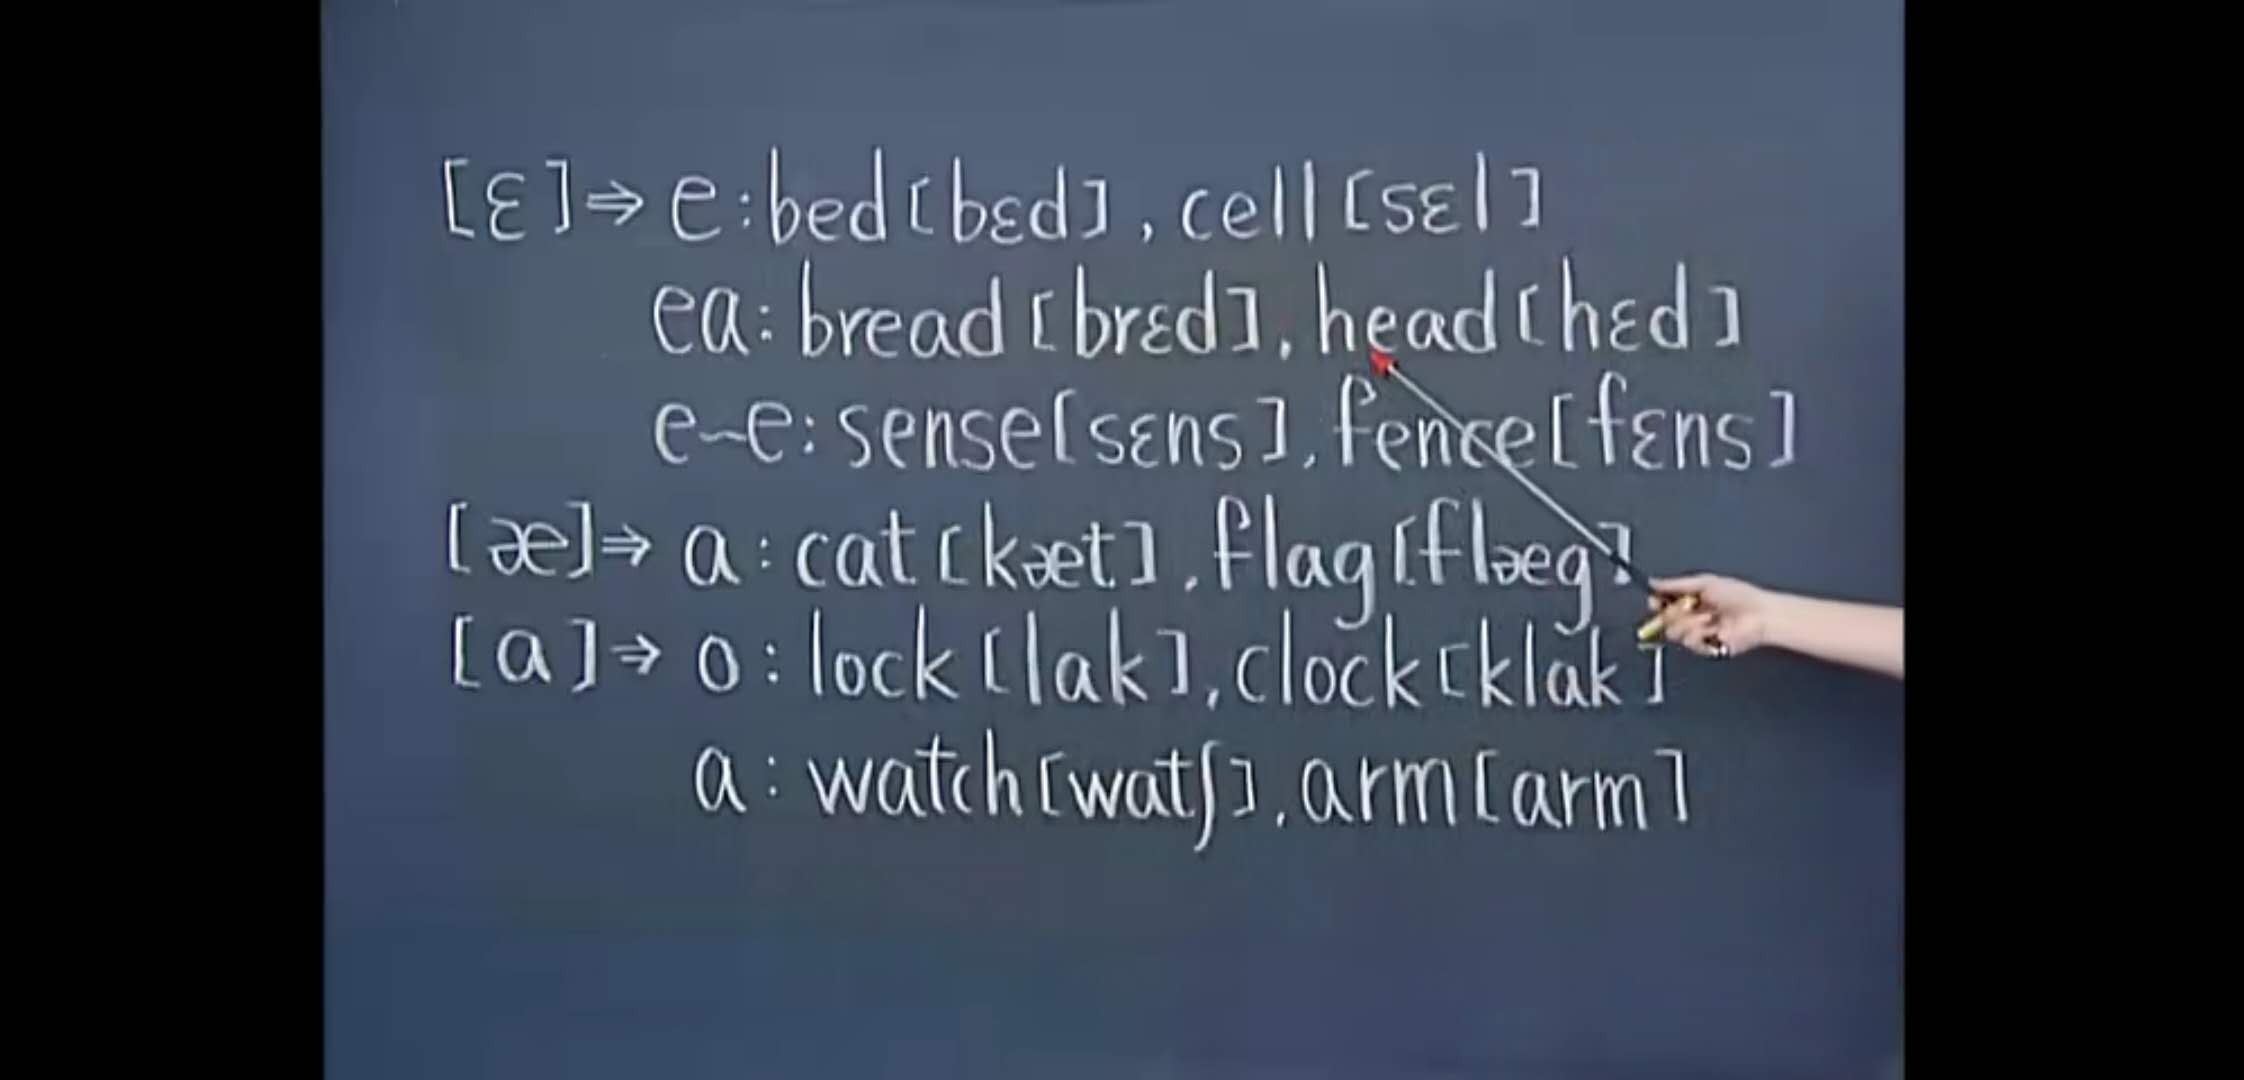 [ɛ]⇒ e:bed[bɛd], cell[sɛl]
ea: bread[brɛd], head[hɛd]
e~e: sense[sɛns], fence[fɛns]
[æ]⇒ a: cat[kæt], flag[flæg]
[a]⇒ o: lock[lak], clock[klak]
a: watch[watʃ], arm[arm]